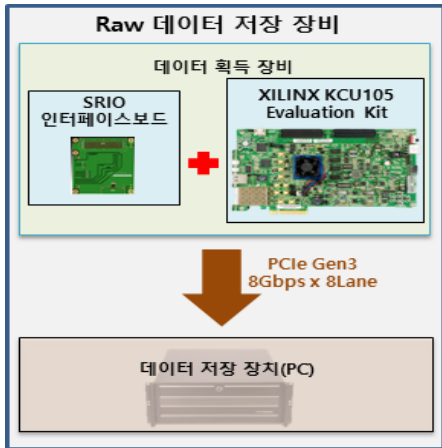 Raw 데이터 저장 장비
데이터 획득 장비
SRIO
인터페이스보드
XILINX KCU105
Evaluation Kit
PCIe Gen3
8Gbps x 8Lane
데이터 저장 장치(PC)